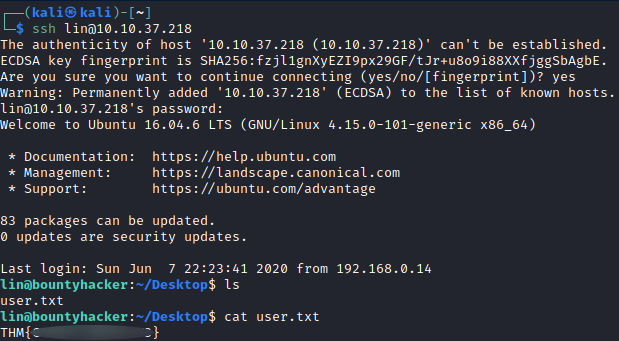 ┌──(kali㉿kali)-[~]
└─$ ssh lin@10.10.37.218
The authenticity of host '10.10.37.218 (10.10.37.218)' can't be established.
ECDSA key fingerprint is SHA256:fzjl1gnXyEZI9px29GF/tJr+u8o9i88XXfjggSbAgbE.
Are you sure you want to continue connecting (yes/no/[fingerprint])? yes
Warning: Permanently added '10.10.37.218' (ECDSA) to the list of known hosts.
lin@10.10.37.218's password:
Welcome to Ubuntu 16.04.6 LTS (GNU/Linux 4.15.0-101-generic x86_64)
* Documentation:  https://help.ubuntu.com
* Management:     https://landscape.canonical.com
* Support:        https://ubuntu.com/advantage
83 packages can be updated.
0 updates are security updates.
Last login: Sun Jun  7 22:23:41 2020 from 192.168.0.14
lin@bountyhacker:~/Desktop$ ls
user.txt
lin@bountyhacker:~/Desktop$ cat user.txt
THM{ }